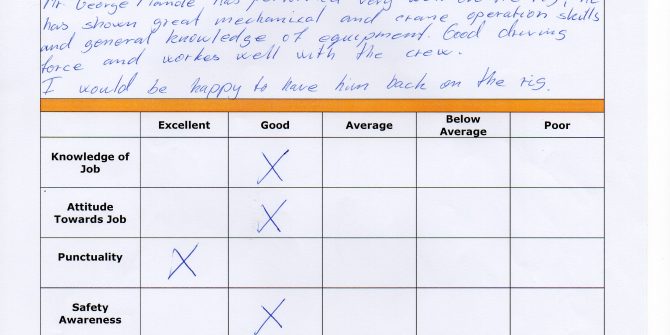 Mr. George has performed very well on the rig, he
has shown great mechanical and crane operation skills
and general knowledge of equipment. Good driving
force and workes well with the crew.
I would be happy to have him back on the rig.
Excellent Good Average Below Average Poor
Knowledge of Job X
Attitude Towards Job X
Punctuality X
Safety Awareness X